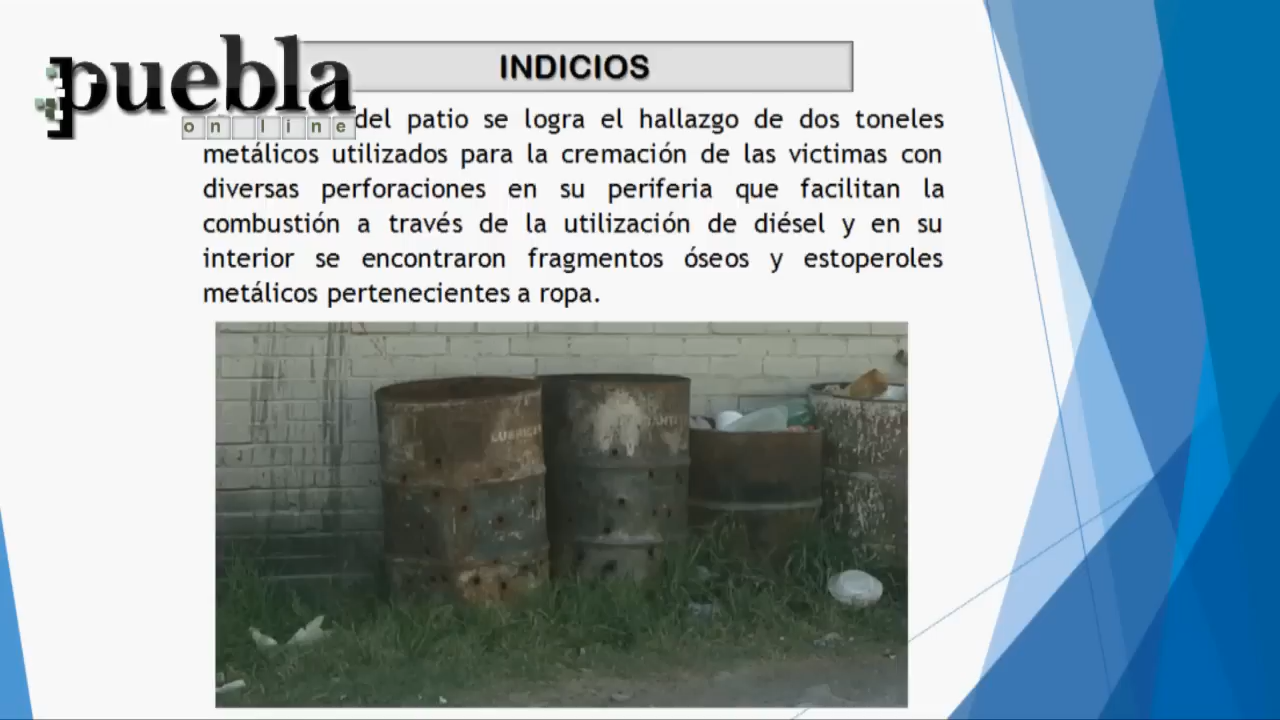 puebla
online
INDICIOS
del patio se logra el hallazgo de dos toneles
metálicos utilizados para la cremación de las victimas con
diversas perforaciones en su periferia que facilitan la
combustión a través de la utilización de diésel y en su
interior se encontraron fragmentos óseos y estoperoles
metálicos pertenecientes a ropa.